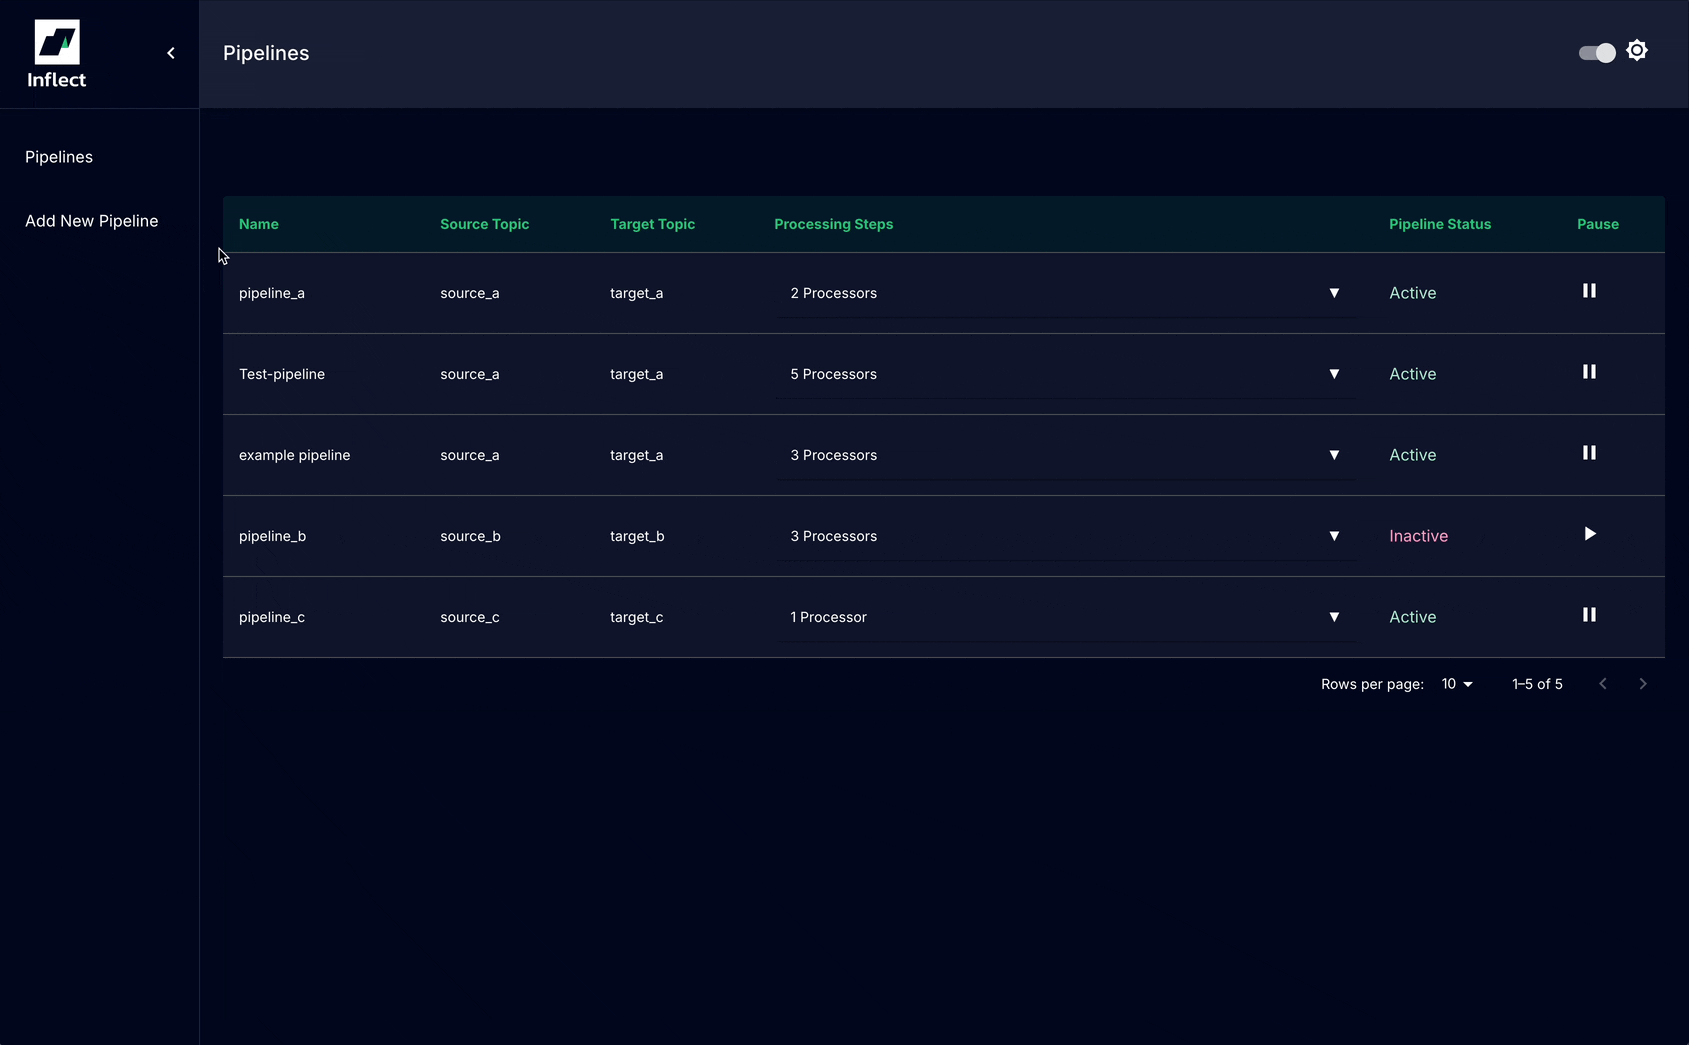 Inflect
Pipelines
Pipelines
Add New Pipeline
Name Source Topic Target Topic Processing Steps Pipeline Status Pause
pipeline_a source_a target_a 2 Processors Active
Test-pipeline source_a target_a 5 Processors Active
example pipeline source_a target_a 3 Processors Active
pipeline_b source_b target_b 3 Processors Inactive
pipeline_c source_c target_c 1 Processor Active
Rows per page: 10 1–5 of 5